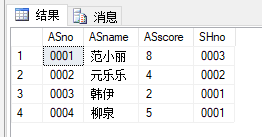 结果 消息
ASno ASname ASscore SHno
1 0001 范小丽 8 0003
2 0002 元乐乐 4 0002
3 0003 韩伊 2 0001
4 0004 柳泉 5 0001